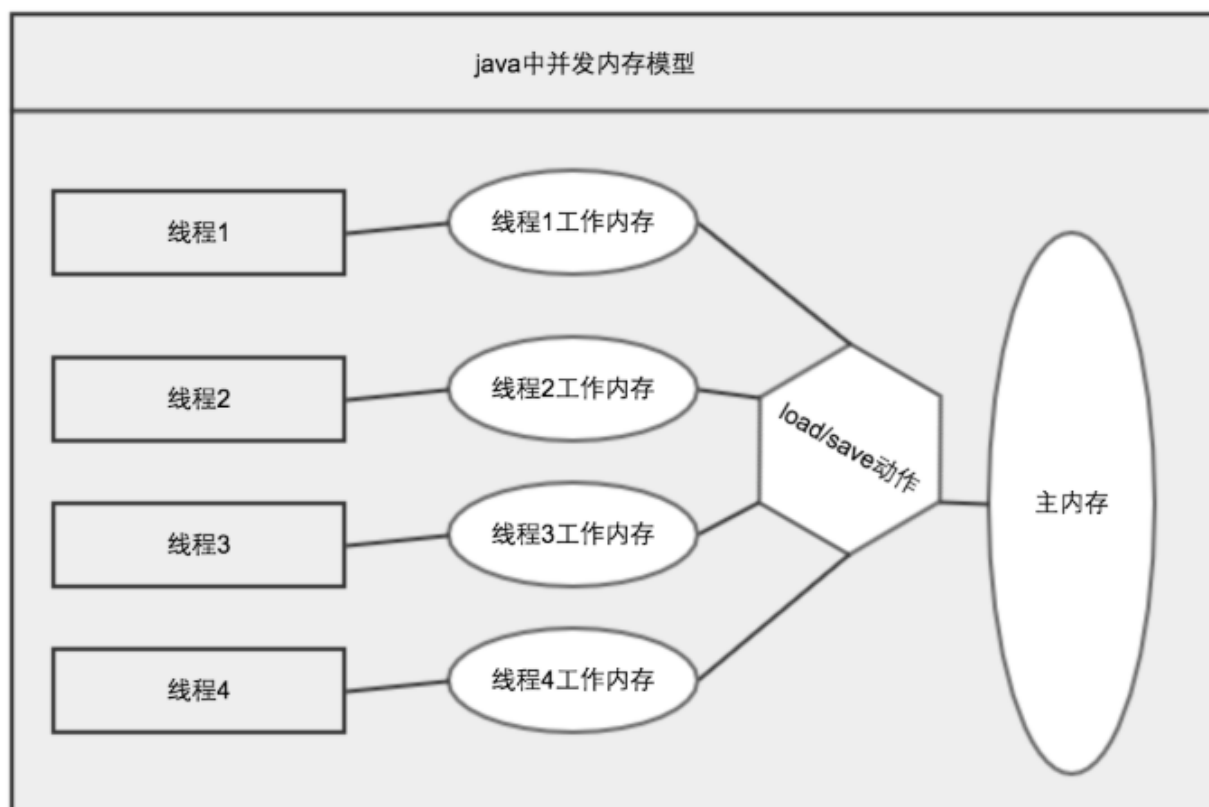 java中并发内存模型
线程1
线程1工作内存
线程2
线程2工作内存
load/save动作
线程3
线程3工作内存
主内存
线程4
线程4工作内存